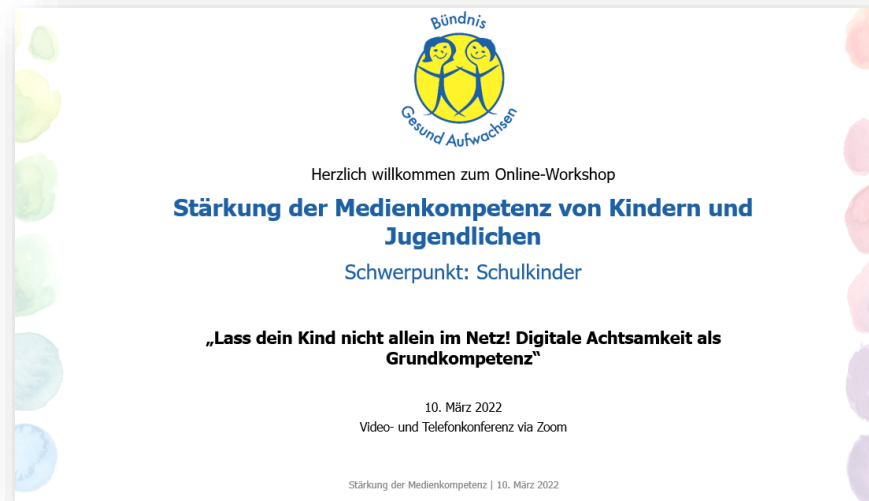 Bündnis
Gesund Aufwachsen
Herzlich willkommen zum Online-Workshop
Stärkung der Medienkompetenz von Kindern und
Jugendlichen
Schwerpunkt: Schulkinder
„Lass dein Kind nicht allein im Netz! Digitale Achtsamkeit als
Grundkompetenz“
10. März 2022
Video- und Telefonkonferenz via Zoom
Stärkung der Medienkompetenz | 10. März 2022